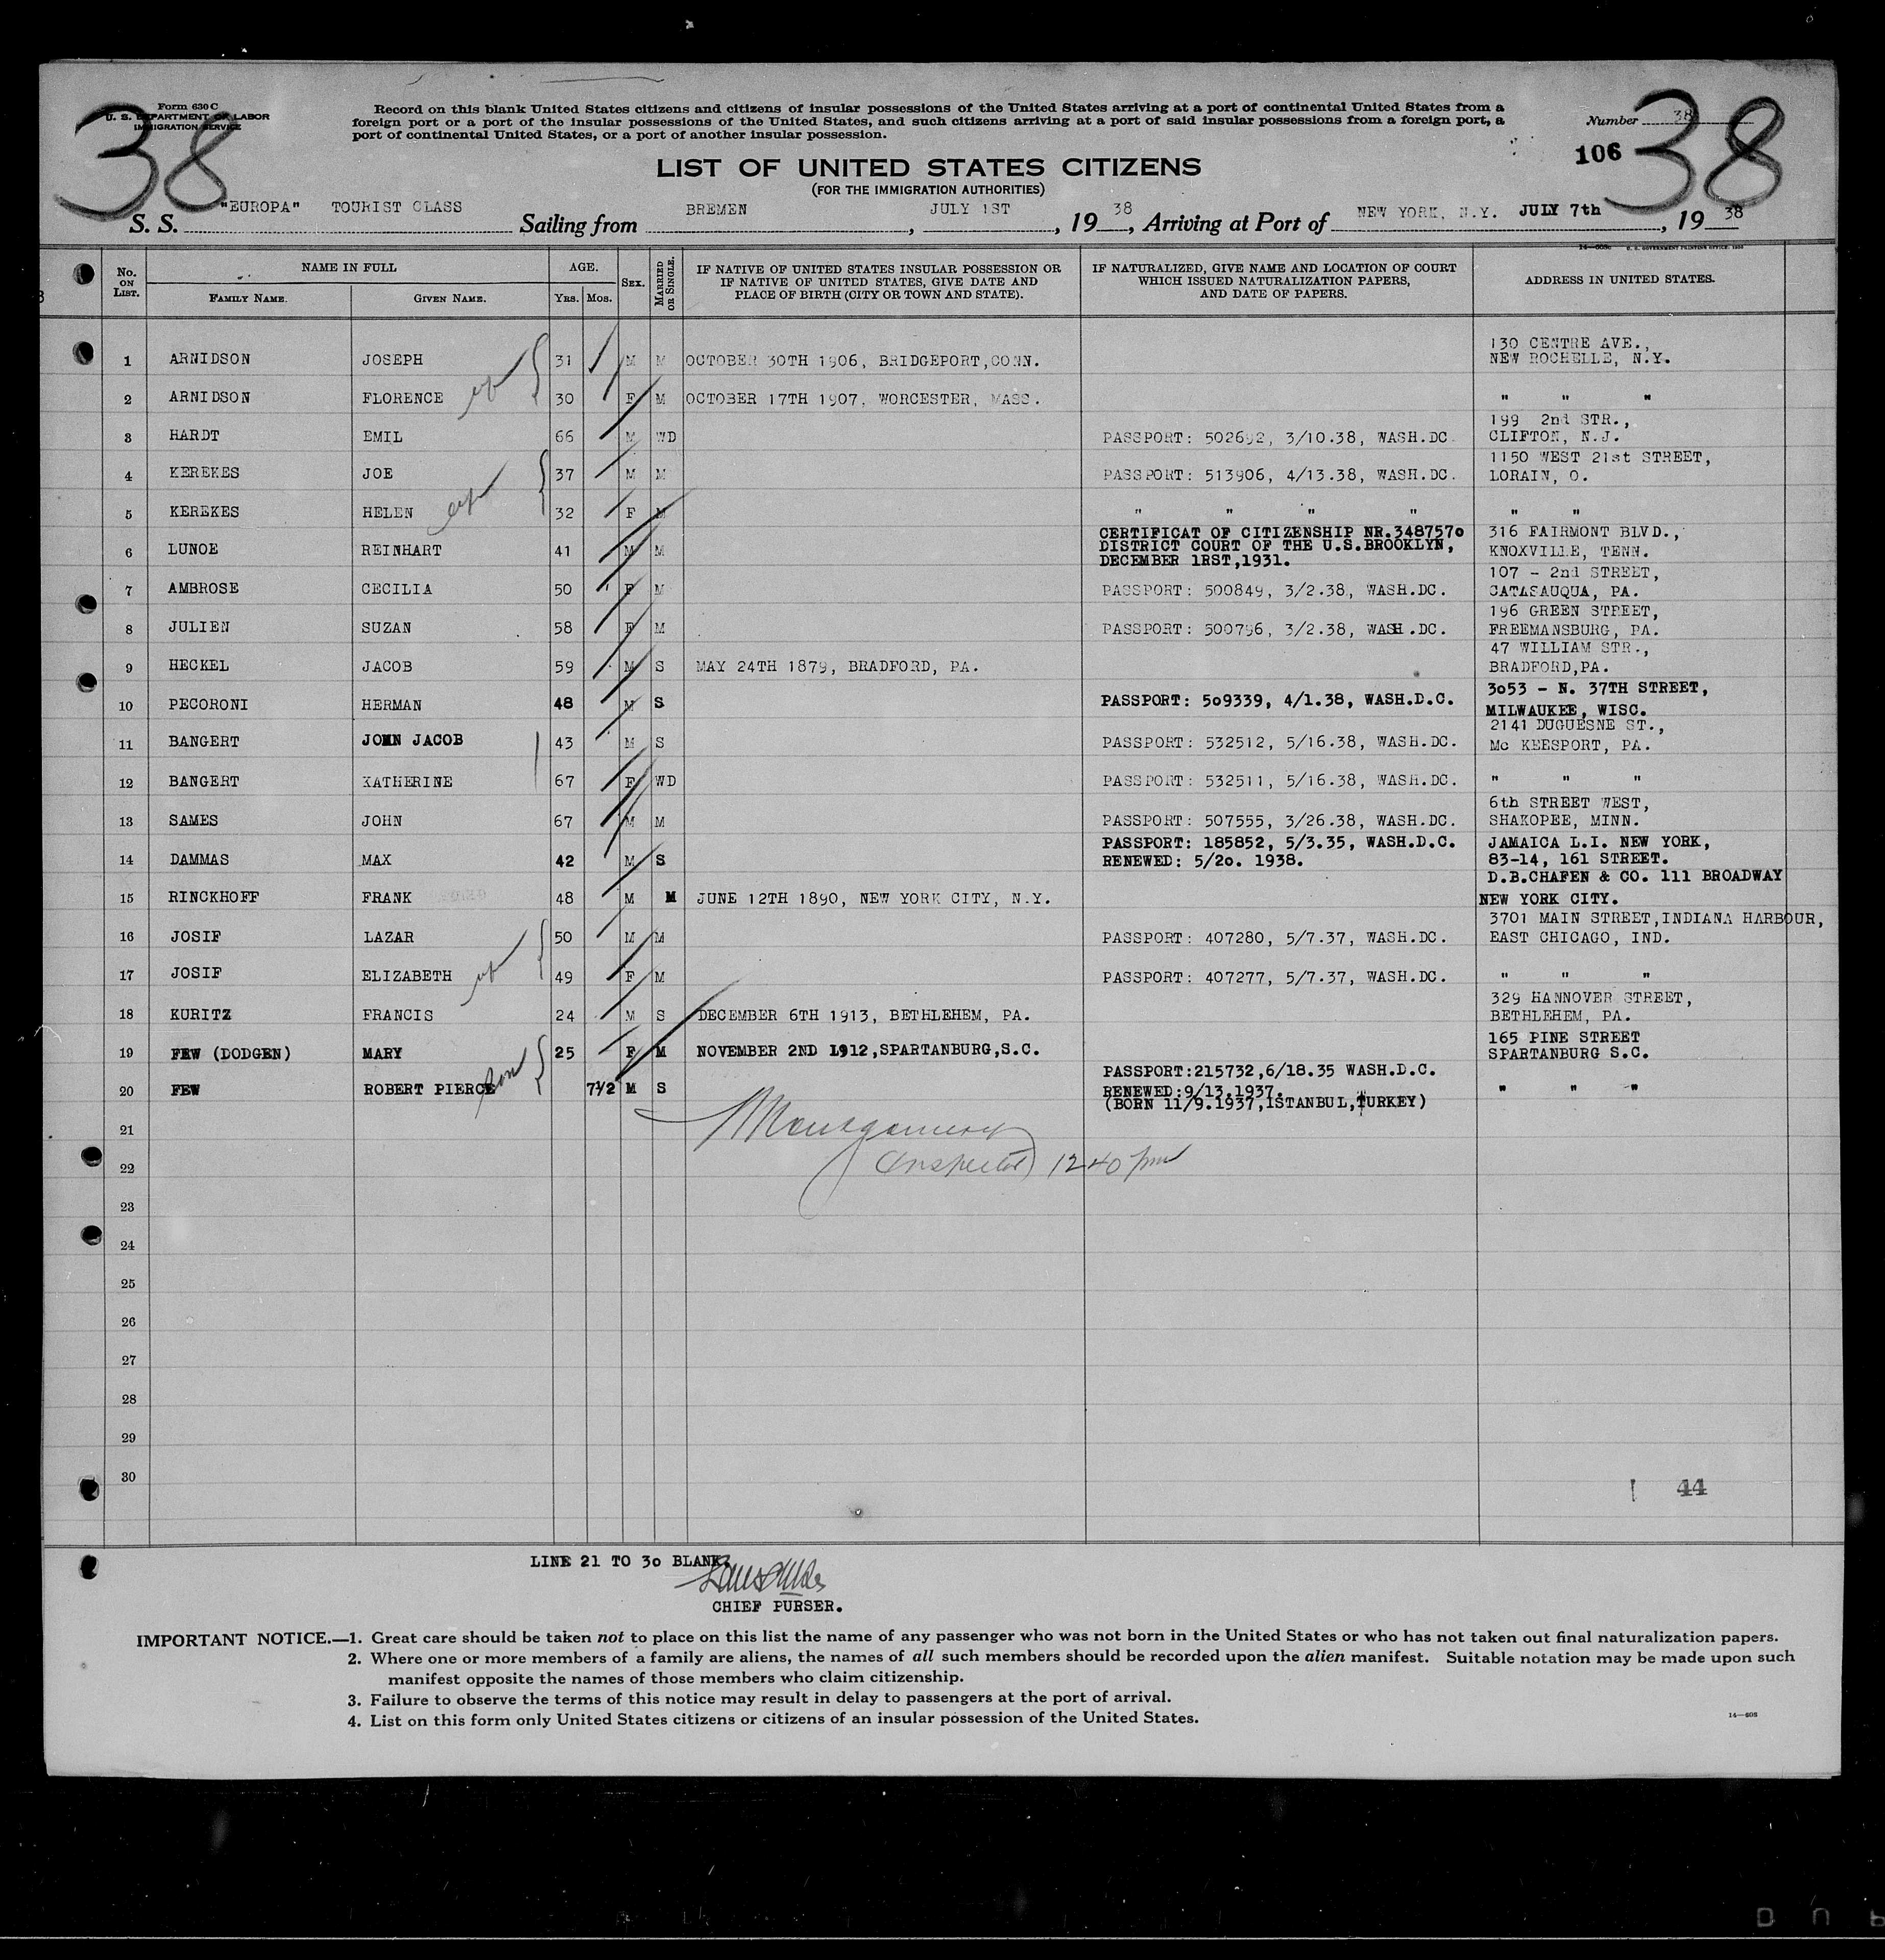 38
38
Form 630 C
U. S. DEPARTMENT OF LABOR
IMMIGRATION SERVICE
Record on this blank United States citizens and citizens of insular possessions of the United States arriving at a port of continental United States from a
foreign port or a port of the insular possessions of the United States, and such citizens arriving at a port of said insular possessions from a foreign port, a
port of continental United States, or a port of another insular possession.
Number 38
106
LIST OF UNITED STATES CITIZENS
(FOR THE IMMIGRATION AUTHORITIES)
S. S. "EUROPA" TOURIST CLASS Sailing from BREMEN, JULY 1ST, 1938, Arriving at Port of NEW YORK, N.Y. JULY 7th, 1938
No. ON LIST. NAME IN FULL AGE. SEX. MARRIED OR SINGLE. IF NATIVE OF UNITED STATES INSULAR POSSESSION OR IF NATIVE OF UNITED STATES, GIVE DATE AND PLACE OF BIRTH (CITY OR TOWN AND STATE). IF NATURALIZED, GIVE NAME AND LOCATION OF COURT WHICH ISSUED NATURALIZATION PAPERS, AND DATE OF PAPERS. ADDRESS IN UNITED STATES.
FAMILY NAME. GIVEN NAME. YRS. MOS.
130 CENTRE AVE.,
1 ARNIDSON JOSEPH 31 M M OCTOBER 30TH 1906, BRIDGEPORT,CONN. NEW ROCHELLE, N.Y.
2 ARNIDSON FLORENCE 30 F M OCTOBER 17TH 1907, WORCESTER, MASS. " " "
199 2nd STR.,
3 HARDT EMIL 66 M WD PASSPORT: 502692, 3/10.38, WASH.DC. CLIFTON, N.J.
1150 WEST 21st STREET,
4 KEREKES JOE 37 M M PASSPORT: 513906, 4/13.38, WASH.DC. LORAIN, O.
5 KEREKES HELEN 32 F M " " " " " "
CERTIFICAT OF CITIZENSHIP NR.3487570 316 FAIRMONT BLVD.,
6 LUNOE REINHART 41 M M DISTRICT COURT OF THE U.S.BROOKLYN, KNOXVILLE, TENN.
DECEMBER 1RST,1931.
107 - 2nd STREET,
7 AMBROSE CECILIA 50 F M PASSPORT: 500849, 3/2.38, WASH.DC. CATASAUQUA, PA.
196 GREEN STREET,
8 JULIEN SUZAN 58 F M PASSPORT: 500796, 3/2.38, WASH.DC. FREEMANSBURG, PA.
47 WILLIAM STR.,
9 HECKEL JACOB 59 M S MAY 24TH 1879, BRADFORD, PA. BRADFORD,PA.
3053 - N. 37TH STREET,
10 PECORONI HERMAN 48 M S PASSPORT: 509339, 4/1.38, WASH.D.C. MILWAUKEE, WISC.
2141 DUGUESNE ST.,
11 BANGERT JOHN JACOB 43 M S PASSPORT: 532512, 5/16.38, WASH.DC. Mc KEESPORT, PA.
12 BANGERT KATHERINE 67 F WD PASSPORT: 532511, 5/16.38, WASH.DC. " " "
6th STREET WEST,
13 SAMES JOHN 67 M M PASSPORT: 507555, 3/26.38, WASH.DC. SHAKOPEE, MINN.
PASSPORT: 185852, 5/3.35, WASH.D.C. JAMAICA L.I. NEW YORK,
14 DAMMAS MAX 42 M S RENEWED: 5/20. 1938. 83-14, 161 STREET.
D.B.CHAFEN & CO. 111 BROADWAY
15 RINCKHOFF FRANK 48 M M JUNE 12TH 1890, NEW YORK CITY, N.Y. NEW YORK CITY.
3701 MAIN STREET,INDIANA HARBOUR,
16 JOSIF LAZAR 50 M M PASSPORT: 407280, 5/7.37, WASH.DC. EAST CHICAGO, IND.
17 JOSIF ELIZABETH 49 F M PASSPORT: 407277, 5/7.37, WASH.DC. " " "
329 HANNOVER STREET,
18 KURITZ FRANCIS 24 M S DECEMBER 6TH 1913, BETHLEHEM, PA. BETHLEHEM, PA.
165 PINE STREET
19 FEW (DODGEN) MARY 25 F M NOVEMBER 2ND 1912,SPARTANBURG,S.C. SPARTANBURG S.C.
PASSPORT:215732,6/18.35 WASH.D.C.
20 FEW ROBERT PIERCE son 7½ M S RENEWED:9/13.1937. " " "
(BORN 11/9.1937,ISTANBUL,TURKEY)
21 Montgomery
22 Inspector 1240 pm
23
24
25
26
27
28
29
30
44
LINE 21 TO 30 BLANK.
CHIEF PURSER.
IMPORTANT NOTICE.—1. Great care should be taken not to place on this list the name of any passenger who was not born in the United States or who has not taken out final naturalization papers.
2. Where one or more members of a family are aliens, the names of all such members should be recorded upon the alien manifest. Suitable notation may be made upon such
manifest opposite the names of those members who claim citizenship.
3. Failure to observe the terms of this notice may result in delay to passengers at the port of arrival.
4. List on this form only United States citizens or citizens of an insular possession of the United States.
14—608